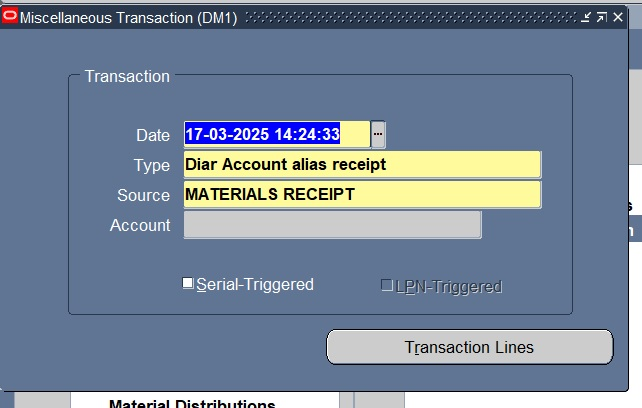 Miscellaneous Transaction (DM1)
Transaction
Date 17-03-2025 14:24:33 ...
Type Diar Account alias receipt
Source MATERIALS RECEIPT
Account
Serial-Triggered LPN-Triggered
Transaction Lines
Material Distributions